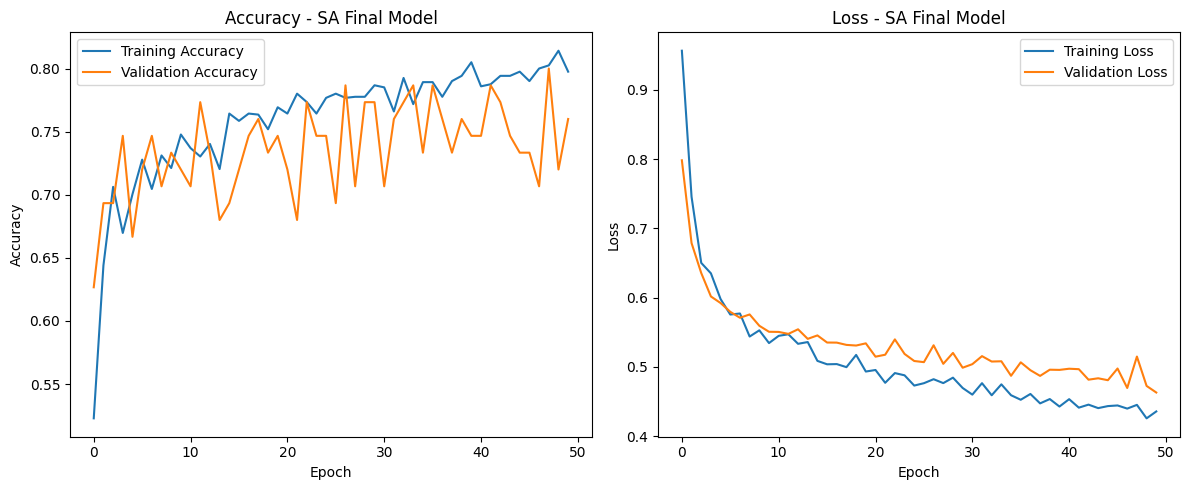 Accuracy - SA Final Model
Training Accuracy
Validation Accuracy
0.80
0.75
0.70
0.65
0.60
0.55
Accuracy
0 10 20 30 40 50
Epoch
Loss - SA Final Model
Training Loss
Validation Loss
0.9
0.8
0.7
0.6
0.5
0.4
Loss
0 10 20 30 40 50
Epoch